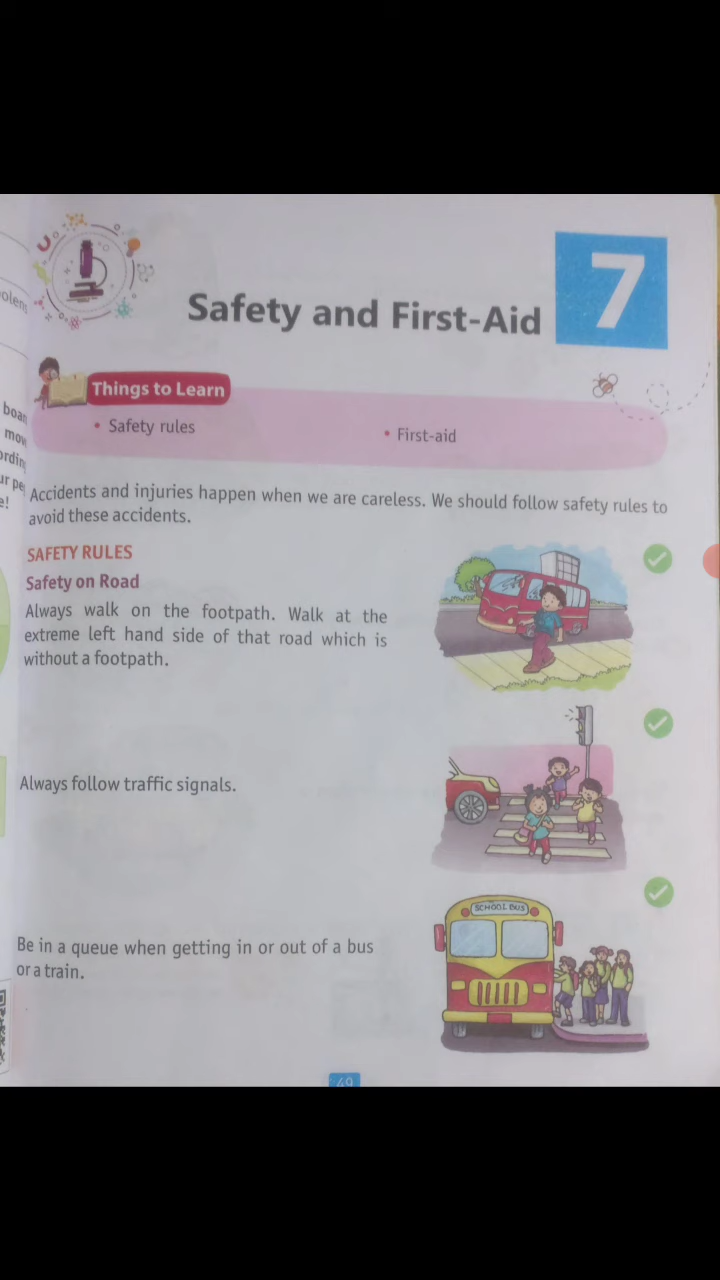 7
Safety and First-Aid
Things to Learn
• Safety rules
• First-aid
Accidents and injuries happen when we are careless. We should follow safety rules to
avoid these accidents.
SAFETY RULES
Safety on Road
Always walk on the footpath. Walk at the
extreme left hand side of that road which is
without a footpath.
Always follow traffic signals.
SCHOOL BUS
Be in a queue when getting in or out of a bus
or a train.
49